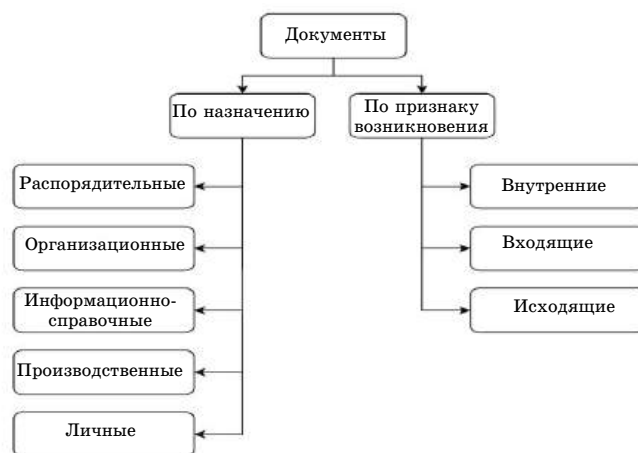 Документы
По назначению
По признаку
возникновения
Распорядительные
Организационные
Информационно-
справочные
Производственные
Личные
Внутренние
Входящие
Исходящие